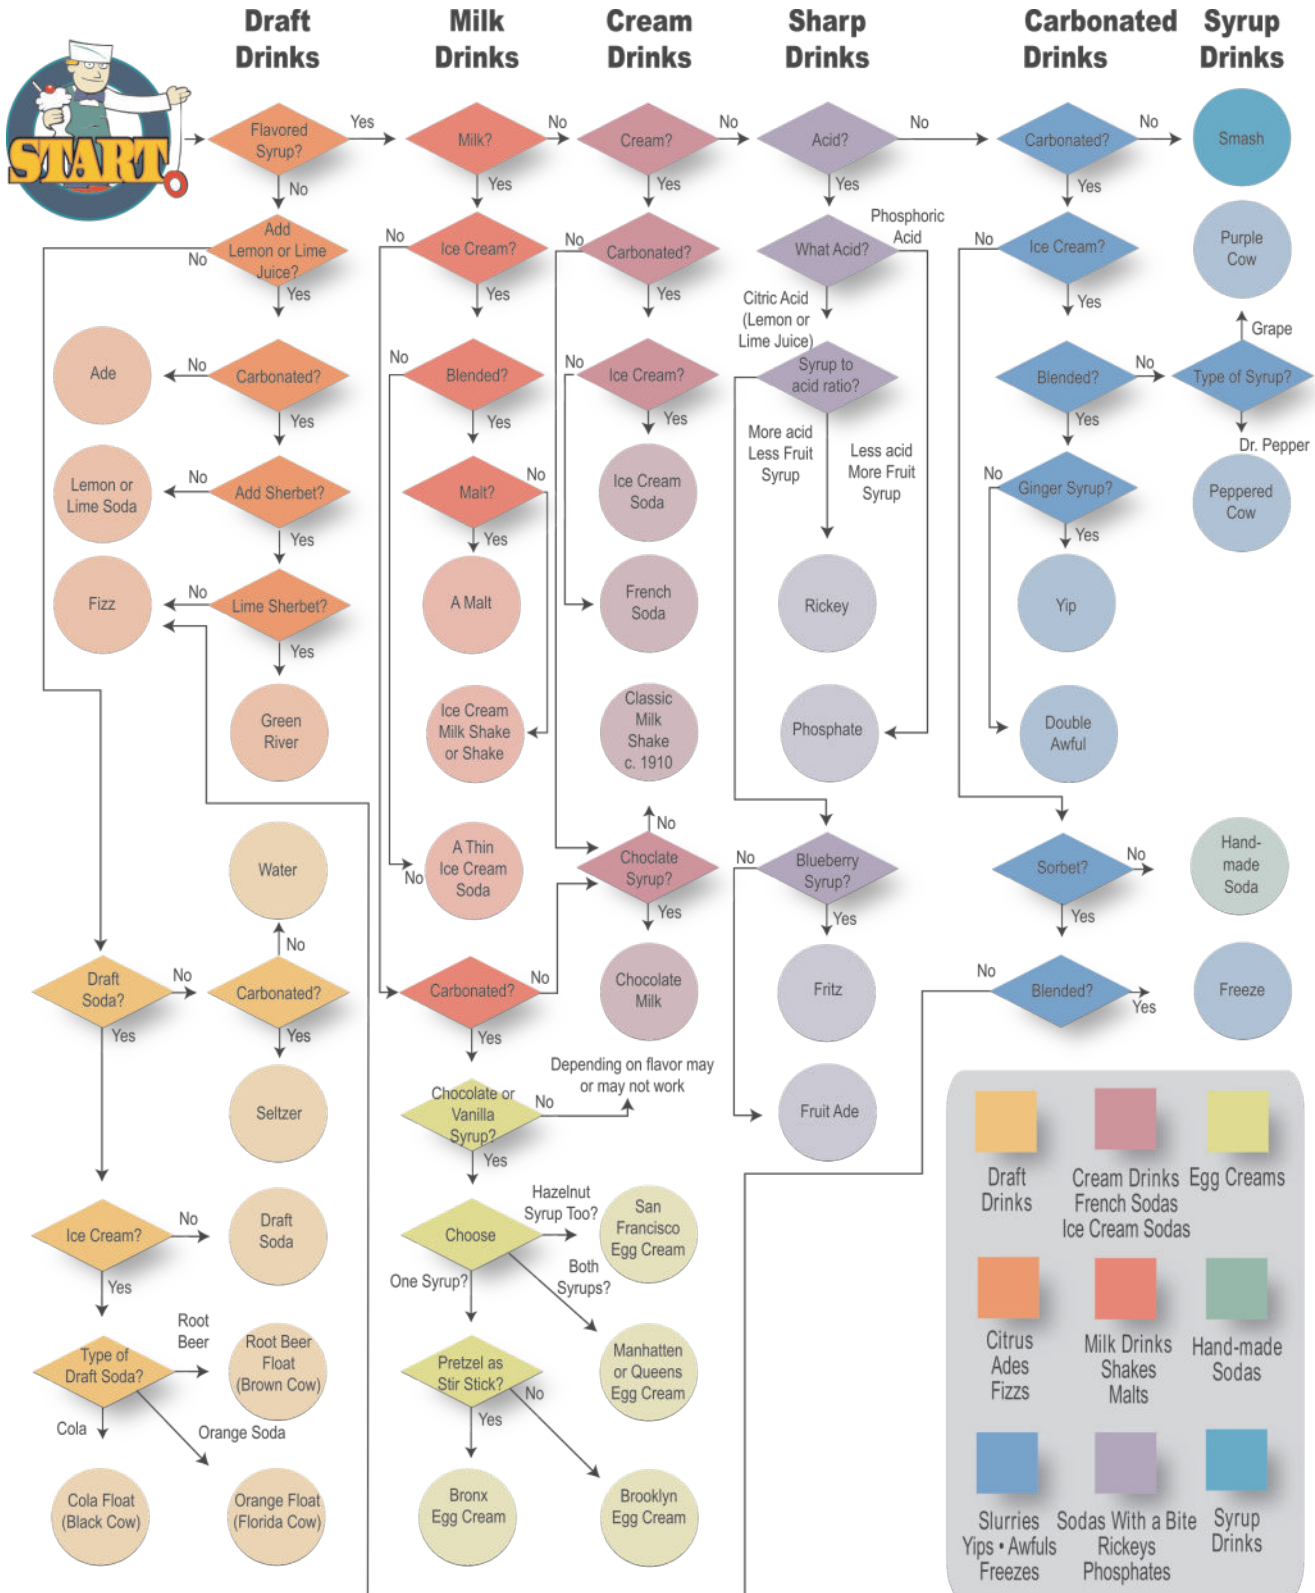 Draft
Drinks
Milk
Drinks
Cream
Drinks
Sharp
Drinks
Carbonated
Drinks
Syrup
Drinks
START
Flavored
Syrup?
Yes
Milk?
No
Cream?
No
Acid?
No
Carbonated?
No
Smash
No
Yes
Yes
Yes
Yes
Add
Lemon or Lime
Juice?
No
Yes
No
Ice Cream?
Yes
No
Carbonated?
Yes
What Acid?
Phosphoric
Acid
Citric Acid
(Lemon or
Lime Juice)
No
Ice Cream?
Yes
Purple
Cow
Grape
Ade
No
Carbonated?
Yes
No
Blended?
Yes
No
Ice Cream?
Yes
Syrup to
acid ratio?
More acid
Less Fruit
Syrup
Less acid
More Fruit
Syrup
Blended?
No
Yes
Type of Syrup?
Dr. Pepper
Lemon or
Lime Soda
No
Add Sherbet?
Yes
Malt?
No
Yes
Ice Cream
Soda
No
Ginger Syrup?
Yes
Peppered
Cow
Fizz
No
Lime Sherbet?
Yes
A Malt
French
Soda
Rickey
Yip
Green
River
Ice Cream
Milk Shake
or Shake
Classic
Milk
Shake
c. 1910
Phosphate
Double
Awful
Water
No
No
A Thin
Ice Cream
Soda
No
Choclate
Syrup?
Yes
No
Blueberry
Syrup?
Yes
Sorbet?
No
Yes
Hand-
made
Soda
Draft
Soda?
No
Yes
Carbonated?
Yes
Carbonated?
No
Yes
Chocolate
Milk
Fritz
No
Blended?
Yes
Freeze
Seltzer
Chocolate or
Vanilla
Syrup?
No
Yes
Depending on flavor may
or may not work
Fruit Ade
Ice Cream?
No
Yes
Draft
Soda
Choose
Hazelnut
Syrup Too?
San
Francisco
Egg Cream
One Syrup?
Both
Syrups?
Type of
Draft Soda?
Root
Beer
Root Beer
Float
(Brown Cow)
Cola
Orange Soda
Pretzel as
Stir Stick?
No
Yes
Manhatten
or Queens
Egg Cream
Cola Float
(Black Cow)
Orange Float
(Florida Cow)
Bronx
Egg Cream
Brooklyn
Egg Cream
Draft
Drinks
Cream Drinks
French Sodas
Ice Cream Sodas
Egg Creams
Citrus
Ades
Fizzs
Milk Drinks
Shakes
Malts
Hand-made
Sodas
Slurries
Yips • Awfuls
Freezes
Sodas With a Bite
Rickeys
Phosphates
Syrup
Drinks